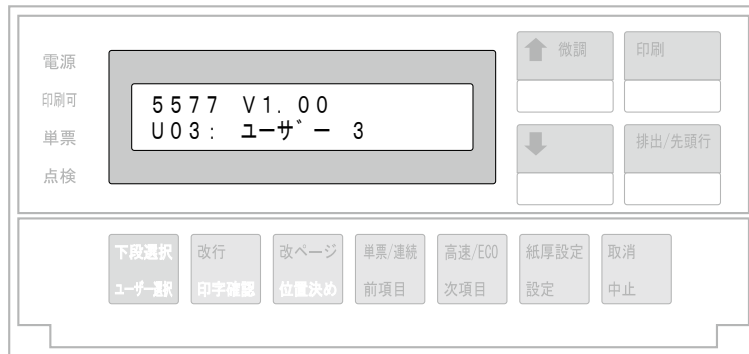 電源
印刷可
単票
点検
5577 V1.00
U03: ユーザー 3
微調
印刷
排出/先頭行
下段選択
ユーザー選択
改行
印字確認
改ページ
位置決め
単票/連続
前項目
高速/ECO
次項目
紙厚設定
設定
取消
中止